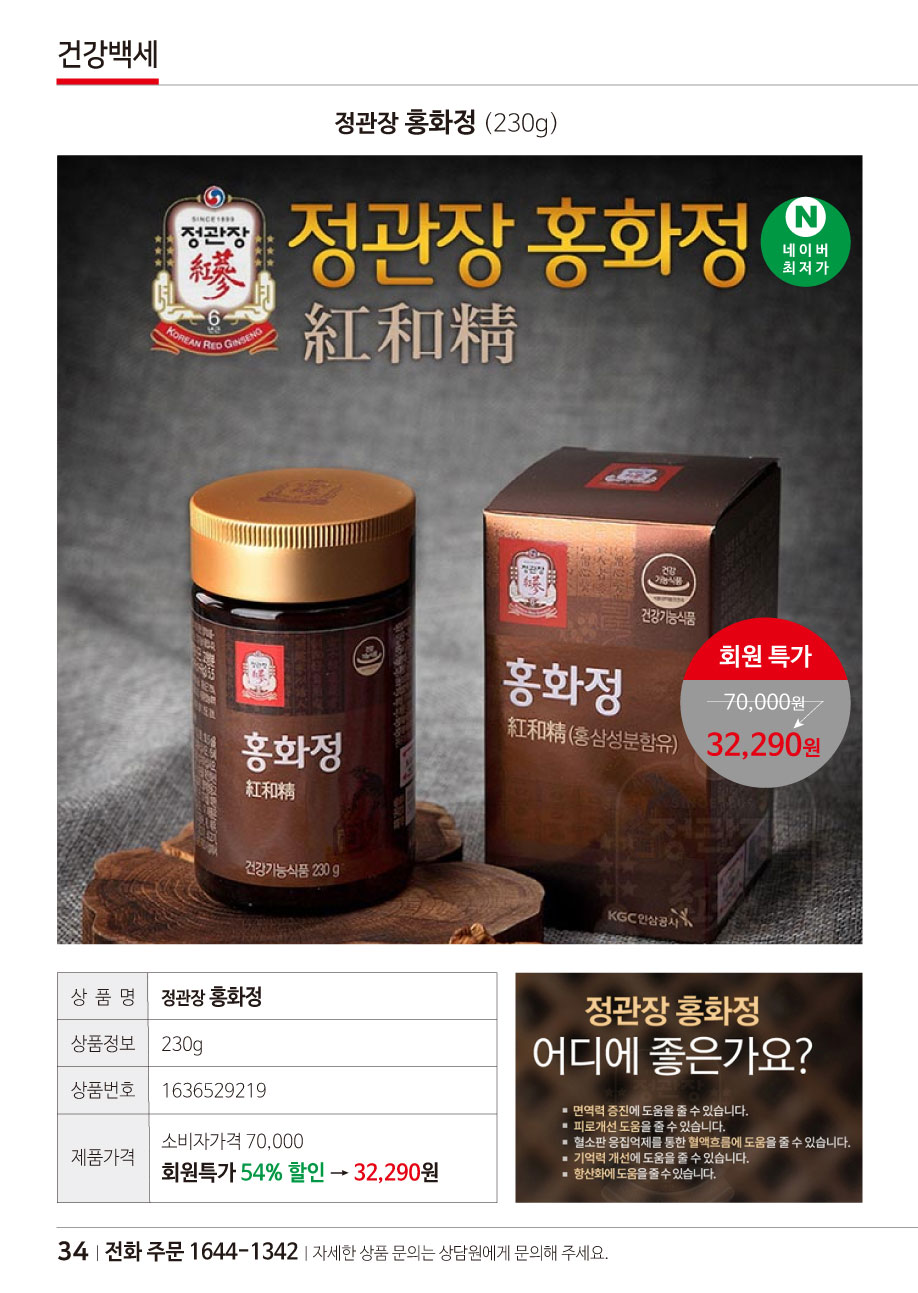 건강백세
정관장 홍화정 (230g)
SINCE 1899
정관장
紅蔘
6
년근
KOREAN RED GINSENG
정관장 홍화정
紅和精
N
네이버
최저가
정관장
紅蔘
건강
기능식품
건강기능식품
홍화정
紅和精 (홍삼성분함유)
KGC인삼공사
홍화정
紅和精
건강기능식품 230 g
회원 특가
70,000원
32,290원
상 품 명 정관장 홍화정
상품정보 230g
상품번호 1636529219
제품가격 소비자가격 70,000
회원특가 54% 할인 → 32,290원
정관장 홍화정
어디에 좋은가요?
▪ 면역력 증진에 도움을 줄 수 있습니다.
▪ 피로개선 도움을 줄 수 있습니다.
▪ 혈소판 응집억제를 통한 혈액흐름에 도움을 줄 수 있습니다.
▪ 기억력 개선에 도움을 줄 수 있습니다.
▪ 항산화에 도움을 줄 수 있습니다.
34 | 전화 주문 1644-1342 | 자세한 상품 문의는 상담원에게 문의해 주세요.